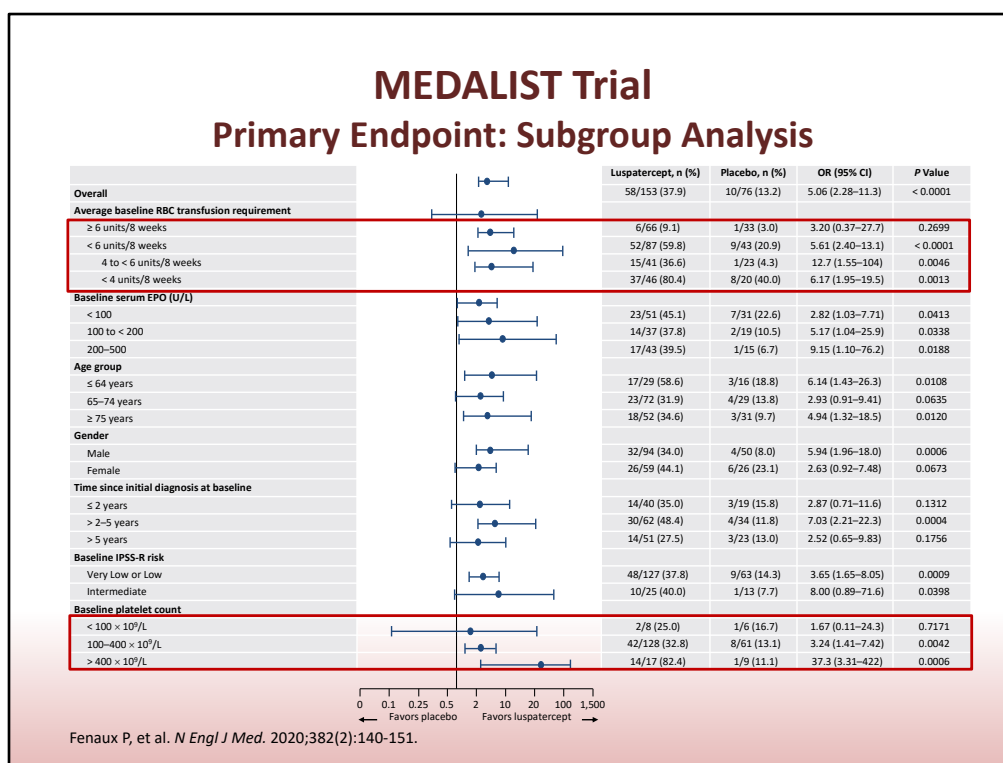 MEDALIST Trial
Primary Endpoint: Subgroup Analysis
Luspatercept, n (%) Placebo, n (%) OR (95% CI) P Value
Overall 58/153 (37.9) 10/76 (13.2) 5.06 (2.28–11.3) < 0.0001
Average baseline RBC transfusion requirement
≥ 6 units/8 weeks 6/66 (9.1) 1/33 (3.0) 3.20 (0.37–27.7) 0.2699
< 6 units/8 weeks 52/87 (59.8) 9/43 (20.9) 5.61 (2.40–13.1) < 0.0001
4 to < 6 units/8 weeks 15/41 (36.6) 1/23 (4.3) 12.7 (1.55–104) 0.0046
< 4 units/8 weeks 37/46 (80.4) 8/20 (40.0) 6.17 (1.95–19.5) 0.0013
Baseline serum EPO (U/L)
< 100 23/51 (45.1) 7/31 (22.6) 2.82 (1.03–7.71) 0.0413
100 to < 200 14/37 (37.8) 2/19 (10.5) 5.17 (1.04–25.9) 0.0338
200–500 17/43 (39.5) 1/15 (6.7) 9.15 (1.10–76.2) 0.0188
Age group
≤ 64 years 17/29 (58.6) 3/16 (18.8) 6.14 (1.43–26.3) 0.0108
65–74 years 23/72 (31.9) 4/29 (13.8) 2.93 (0.91–9.41) 0.0635
≥ 75 years 18/52 (34.6) 3/31 (9.7) 4.94 (1.32–18.5) 0.0120
Gender
Male 32/94 (34.0) 4/50 (8.0) 5.94 (1.96–18.0) 0.0006
Female 26/59 (44.1) 6/26 (23.1) 2.63 (0.92–7.48) 0.0673
Time since initial diagnosis at baseline
≤ 2 years 14/40 (35.0) 3/19 (15.8) 2.87 (0.71–11.6) 0.1312
> 2–5 years 30/62 (48.4) 4/34 (11.8) 7.03 (2.21–22.3) 0.0004
> 5 years 14/51 (27.5) 3/23 (13.0) 2.52 (0.65–9.83) 0.1756
Baseline IPSS-R risk
Very Low or Low 48/127 (37.8) 9/63 (14.3) 3.65 (1.65–8.05) 0.0009
Intermediate 10/25 (40.0) 1/13 (7.7) 8.00 (0.89–71.6) 0.0398
Baseline platelet count
< 100 × 10⁹/L 2/8 (25.0) 1/6 (16.7) 1.67 (0.11–24.3) 0.7171
100–400 × 10⁹/L 42/128 (32.8) 8/61 (13.1) 3.24 (1.41–7.42) 0.0042
> 400 × 10⁹/L 14/17 (82.4) 1/9 (11.1) 37.3 (3.31–422) 0.0006
0 0.1 0.25 0.5 2 10 20 100 1,500
Favors placebo Favors luspatercept
Fenaux P, et al. N Engl J Med. 2020;382(2):140-151.